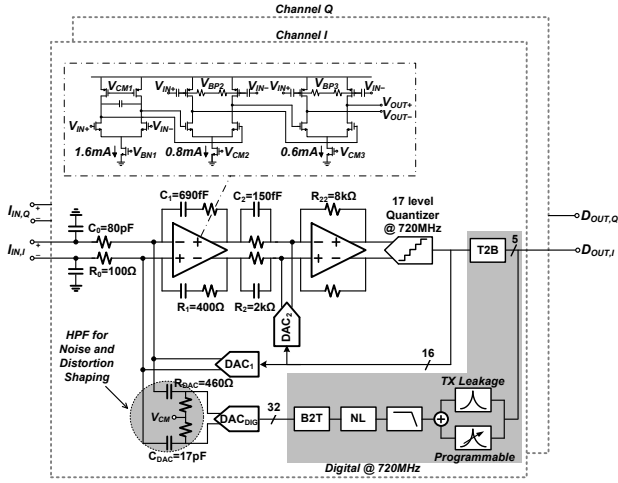 Channel Q
Channel I
VCM1
VIN+
VBP2
VIN−
VIN+
VBP3
VIN−
VOUT+
VOUT−
VIN+
VIN−
1.6mA
VBN1
0.8mA
VCM2
0.6mA
VCM3
IIN,Q
+
−
C0=80pF
C1=690fF
C2=150fF
R22=8kΩ
17 level
Quantizer
@ 720MHz
DOUT,Q
IIN,I
+
−
− +
− +
− +
− +
T2B
5
DOUT,I
R0=100Ω
R1=400Ω
R2=2kΩ
DAC2
HPF for
Noise and
Distortion
Shaping
DAC1
16
RDAC=460Ω
TX Leakage
VCM
DACDIG
32
B2T
NL
CDAC=17pF
Programmable
Digital @ 720MHz